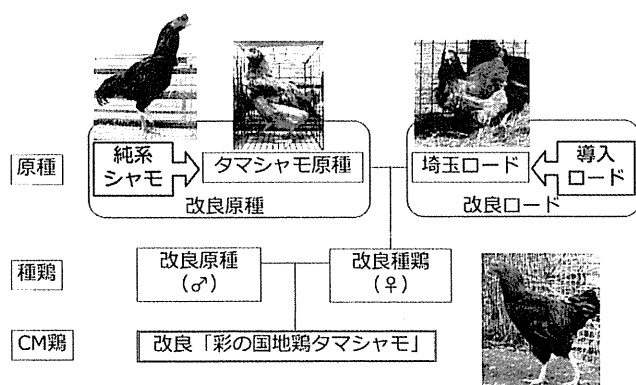 原種
純系
シャモ
タマシャモ原種
改良原種
埼玉ロード
導入
ロード
改良ロード
種鶏
改良原種
(♂)
改良種鶏
(♀)
CM鶏
改良「彩の国地鶏タマシャモ」